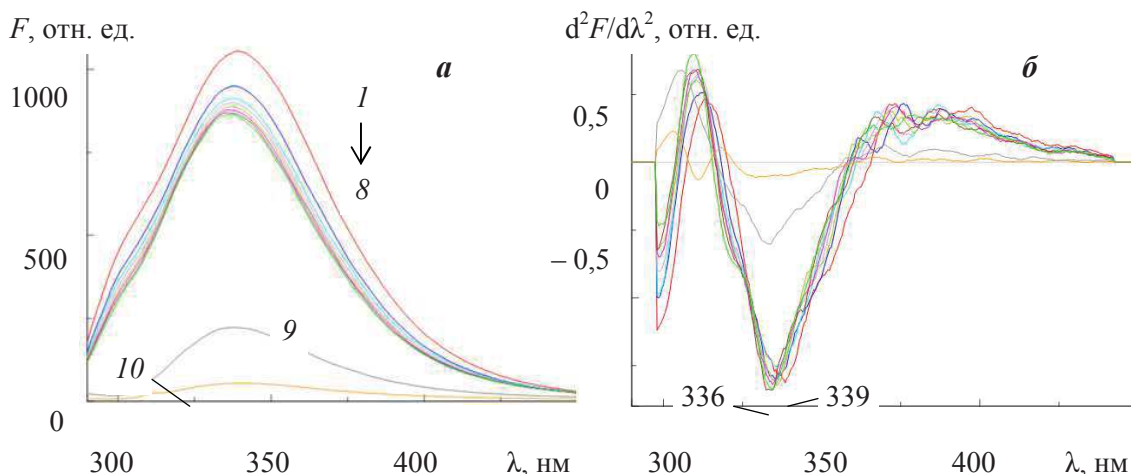 F, отн. ед.
а
1000
1
8
500
9
10
0
300 350 400 λ, нм
d²F/dλ², отн. ед.
б
0,5
0
– 0,5
336 339
300 350 400 λ, нм